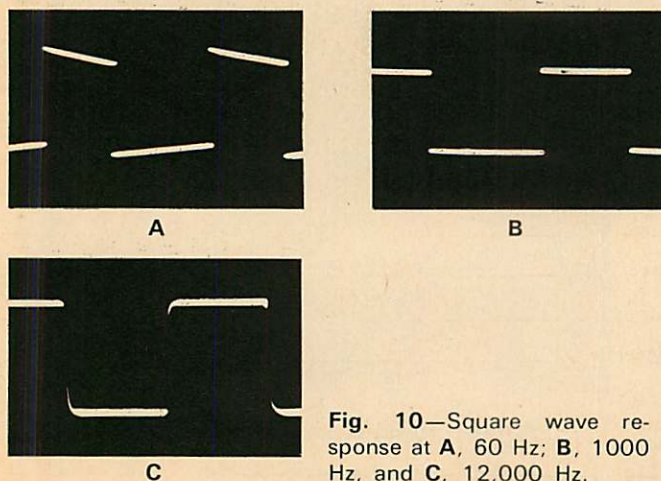 A
B
C
Fig. 10—Square wave re-
sponse at A, 60 Hz; B, 1000
Hz, and C, 12,000 Hz.